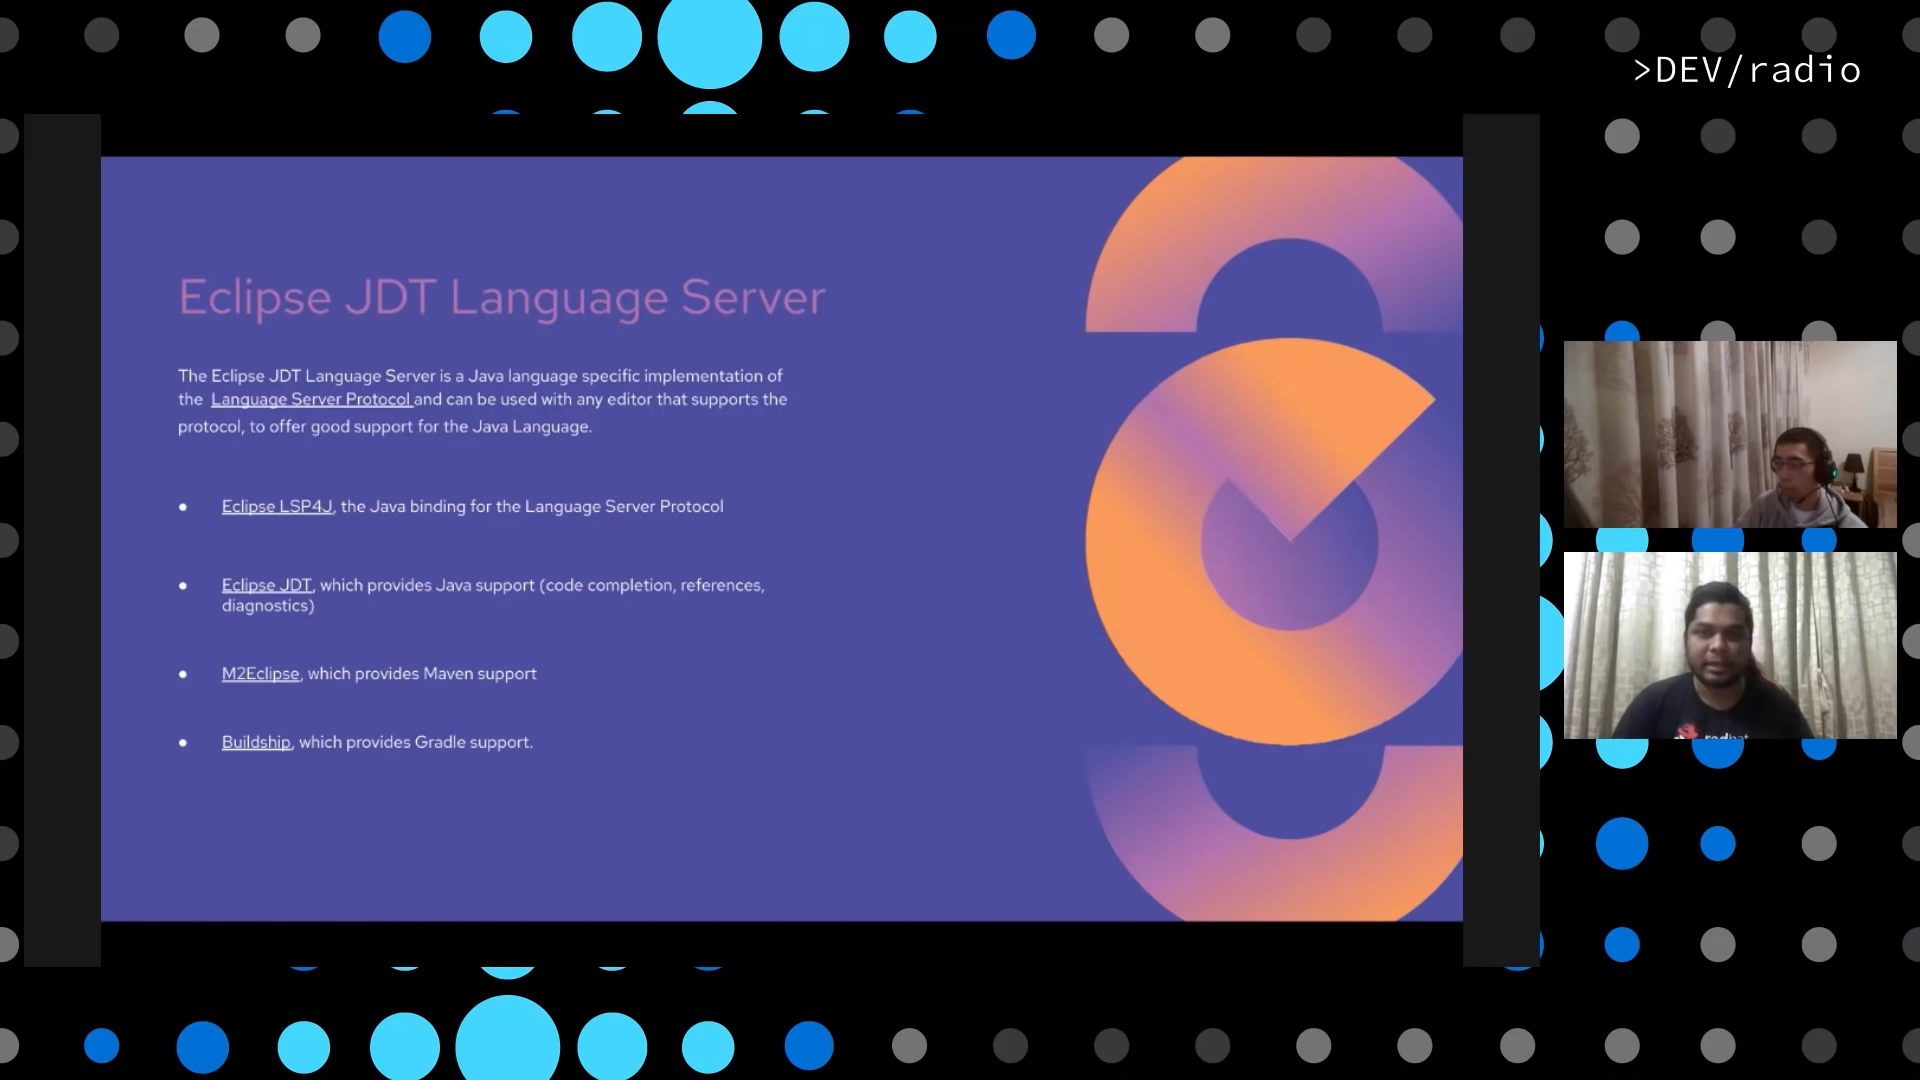 >DEV/radio
Eclipse JDT Language Server
The Eclipse JDT Language Server is a Java language specific implementation of
the Language Server Protocol and can be used with any editor that supports the
protocol, to offer good support for the Java Language.
● Eclipse LSP4J, the Java binding for the Language Server Protocol
● Eclipse JDT, which provides Java support (code completion, references,
diagnostics)
● M2Eclipse, which provides Maven support
● Buildship, which provides Gradle support.
redhat